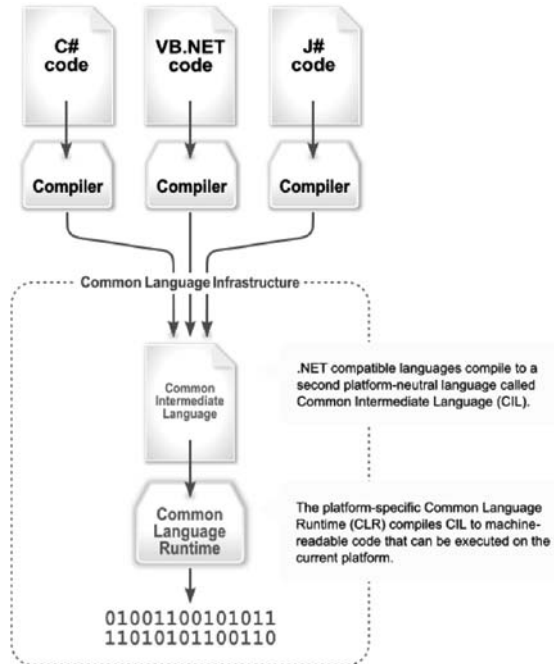 C#
code
VB.NET
code
J#
code
Compiler
Compiler
Compiler
Common Language Infrastructure
Common
Intermediate
Language
.NET compatible languages compile to a
second platform-neutral language called
Common Intermediate Language (CIL).
Common
Language
Runtime
The platform-specific Common Language
Runtime (CLR) compiles CIL to machine-
readable code that can be executed on the
current platform.
01001100101011
11010101100110